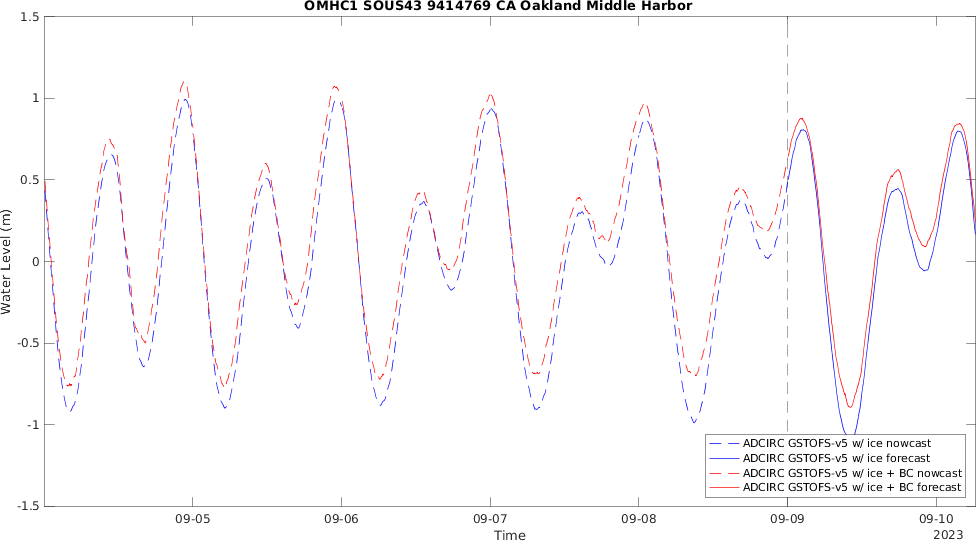 OMHC1 SOUS43 9414769 CA Oakland Middle Harbor
1.5
1
0.5
0
-0.5
-1
-1.5
Water Level (m)
ADCIRC GSTOFS-v5 w/ ice nowcast
ADCIRC GSTOFS-v5 w/ ice forecast
ADCIRC GSTOFS-v5 w/ ice + BC nowcast
ADCIRC GSTOFS-v5 w/ ice + BC forecast
09-05 09-06 09-07 09-08 09-09 09-10
Time
2023